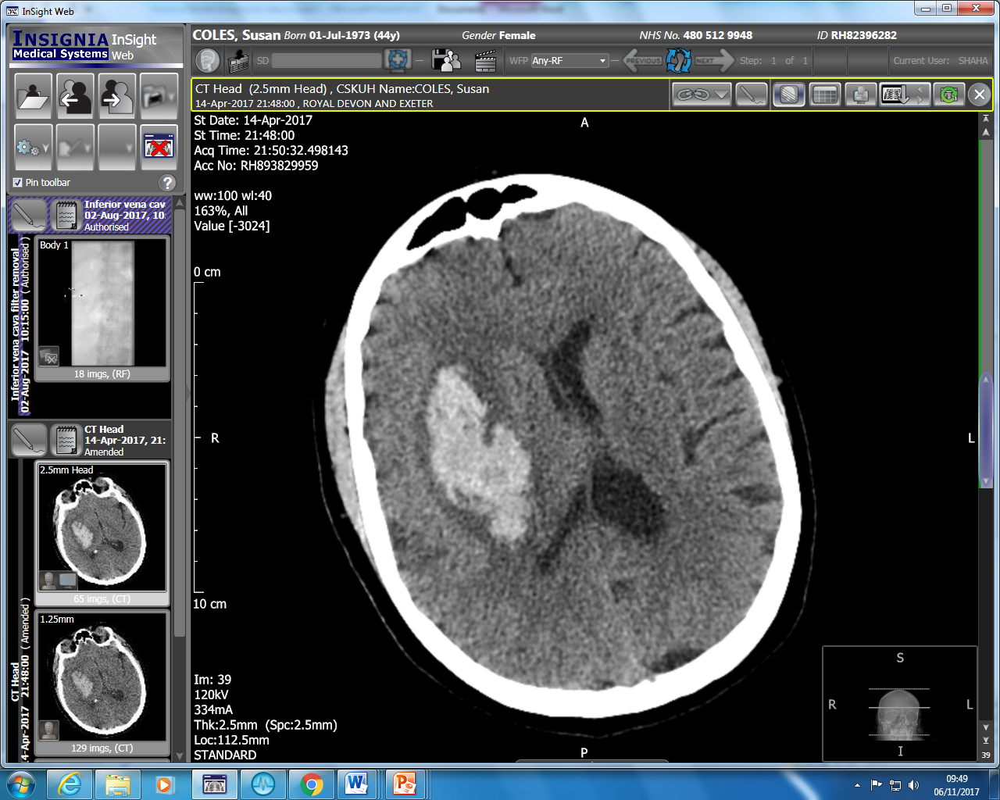 InSight Web
INSIGNIA InSight
Medical Systems Web
Pin toolbar
?
COLES, Susan Born 01-Jul-1973 (44y) Gender Female NHS No. 480 512 9948 ID RH82396282
SD WFP Any-RF PREVIOUS NEXT Step: 1 of 1 Current User: SHAHA
CT Head (2.5mm Head) , CSKUH Name:COLES, Susan
14-Apr-2017 21:48:00 , ROYAL DEVON AND EXETER
Inferior vena cav
02-Aug-2017, 10:
Authorised
Inferior vena cava filter removal
02-Aug-2017 10:15:00 ( Authorised )
Body 1
18 imgs, (RF)
CT Head
14-Apr-2017, 21:
Amended
CT Head
14-Apr-2017 21:48:00 ( Amended )
2.5mm Head
65 imgs, (CT)
1.25mm
129 imgs, (CT)
St Date: 14-Apr-2017
St Time: 21:48:00
Acq Time: 21:50:32.498143
Acc No: RH893829959
ww:100 wl:40
163%, All
Value [-3024]
A
0 cm
R
L
10 cm
Im: 39
120kV
334mA
Thk:2.5mm (Spc:2.5mm)
Loc:112.5mm
STANDARD
P
S
R L
I
39
09:49
06/11/2017